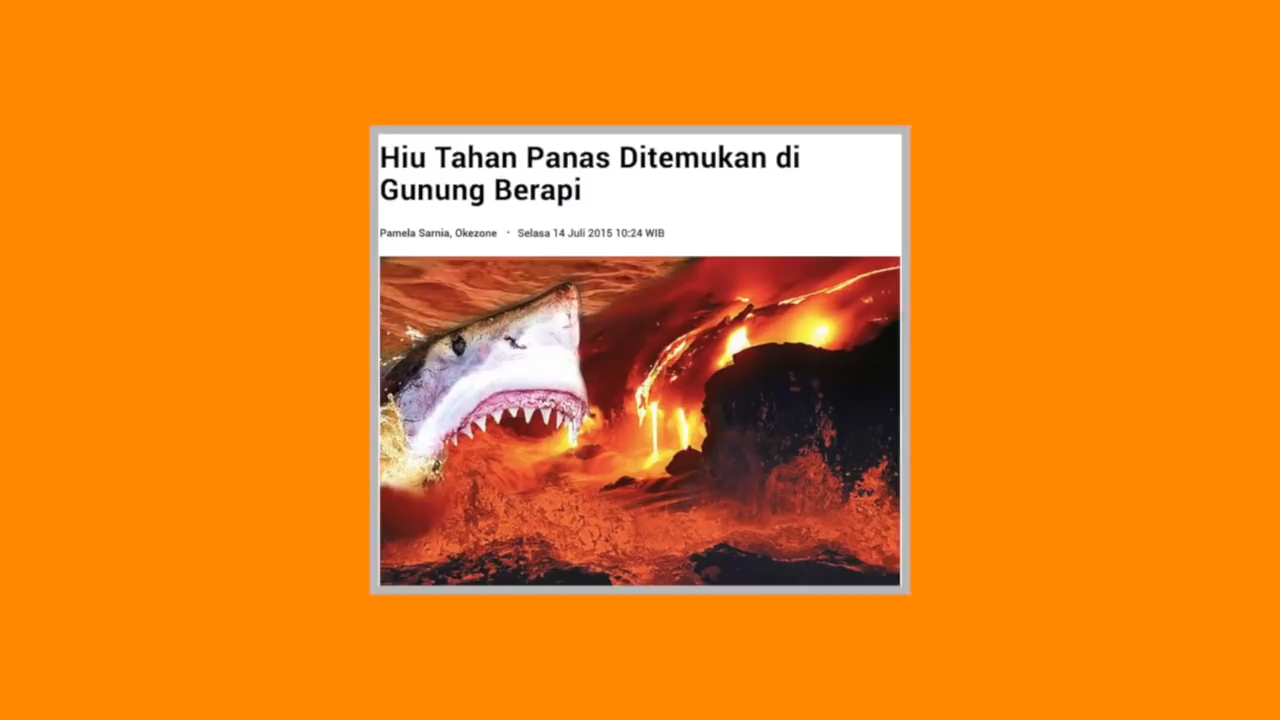 Hiu Tahan Panas Ditemukan di
Gunung Berapi
Pamela Sarnia, Okezone · Selasa 14 Juli 2015 10:24 WIB